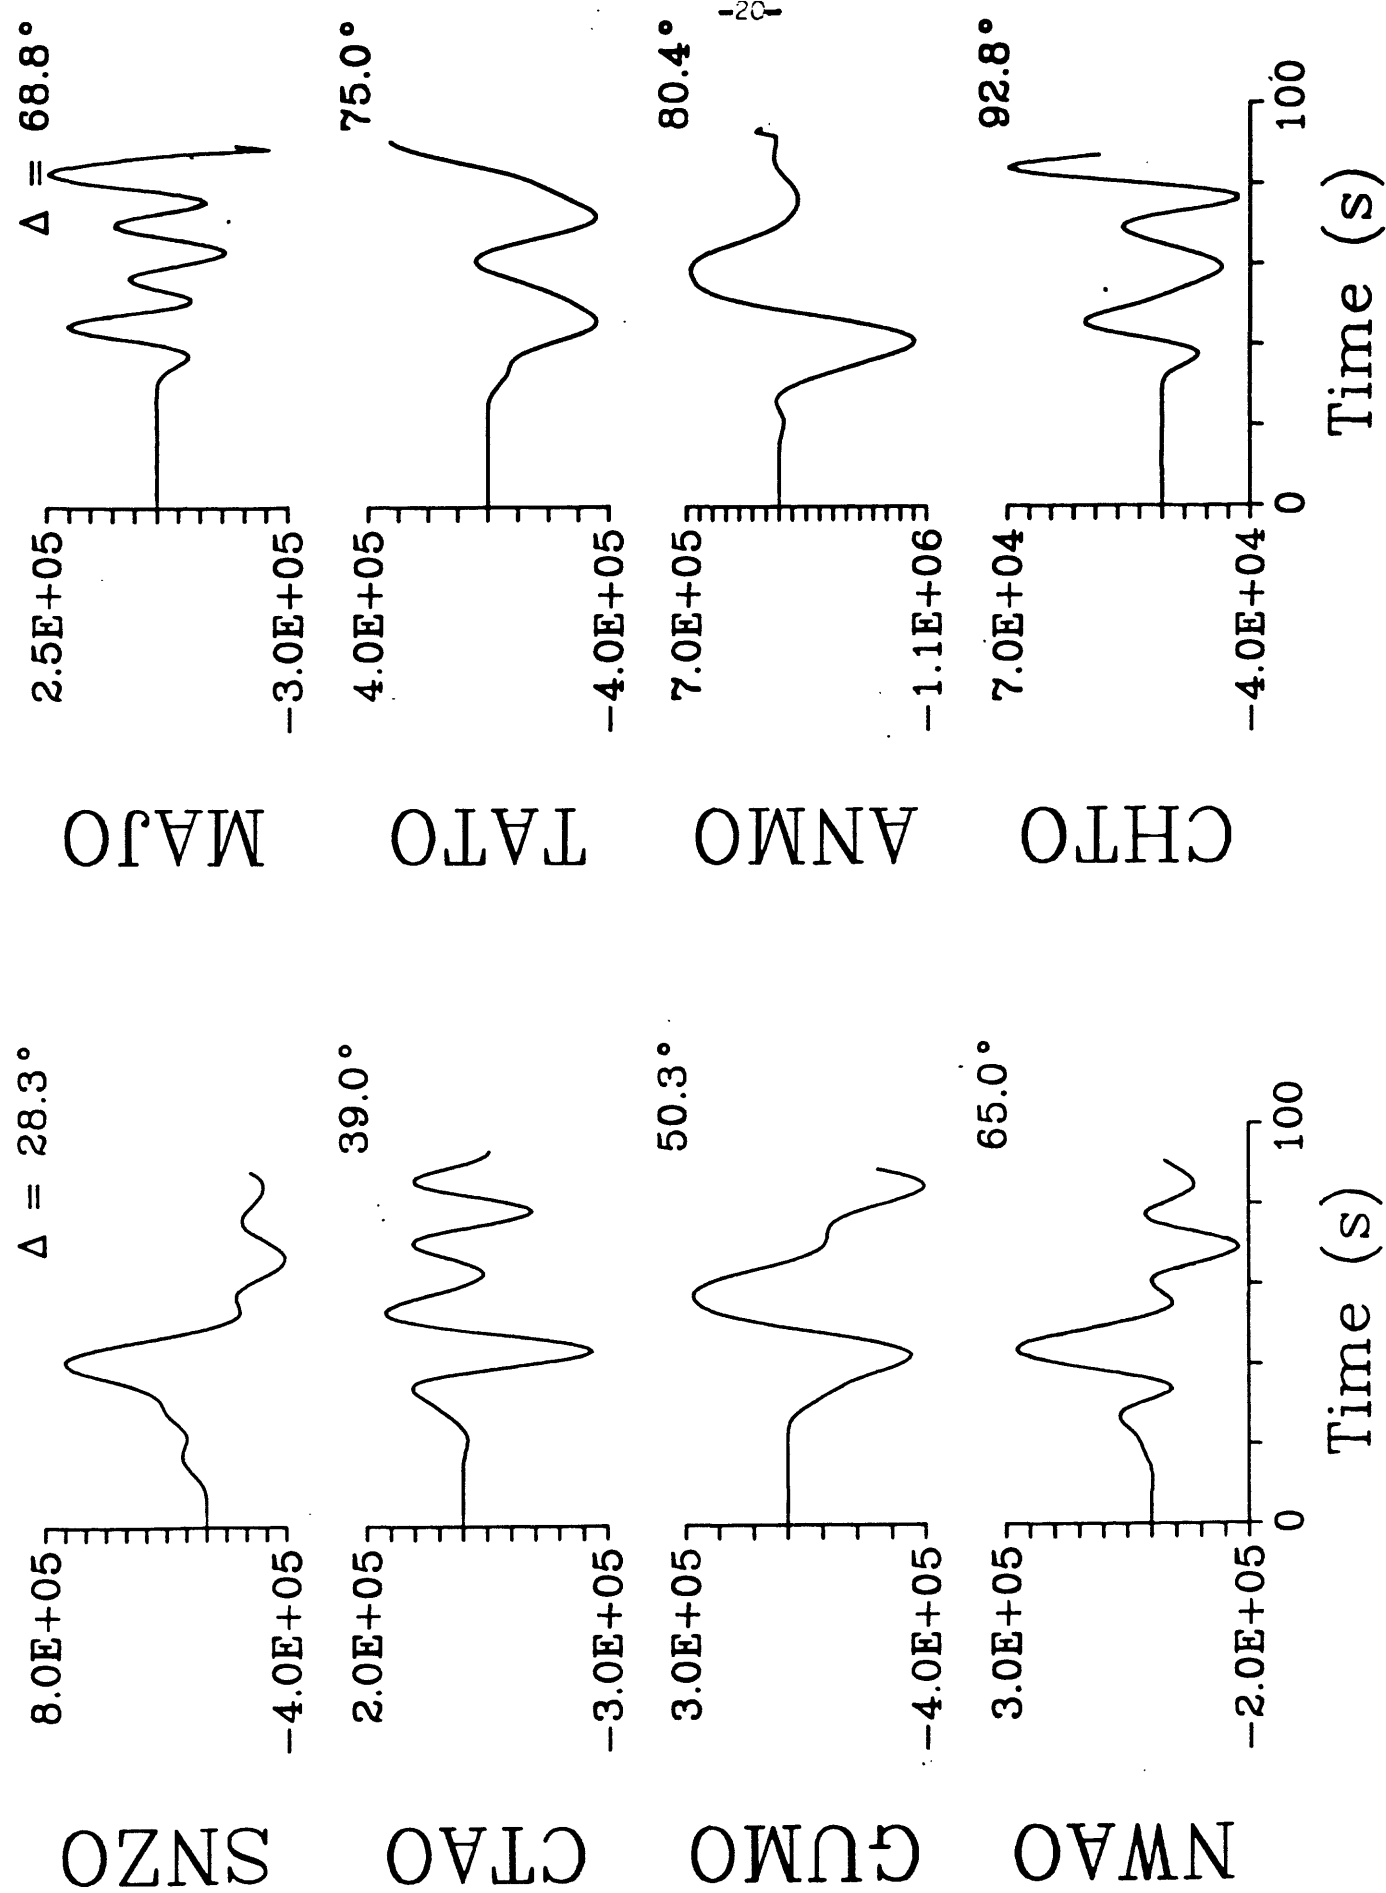 -20-
SNZO
8.0E+05
-4.0E+05
Δ = 28.3°
CTAO
2.0E+05
-3.0E+05
39.0°
GUMO
3.0E+05
-4.0E+05
50.3°
NWAO
3.0E+05
-2.0E+05
65.0°
0
100
Time (s)
MAJO
2.5E+05
-3.0E+05
Δ = 68.8°
TATO
4.0E+05
-4.0E+05
75.0°
ANMO
7.0E+05
-1.1E+06
80.4°
CHTO
7.0E+04
-4.0E+04
92.8°
0
100
Time (s)